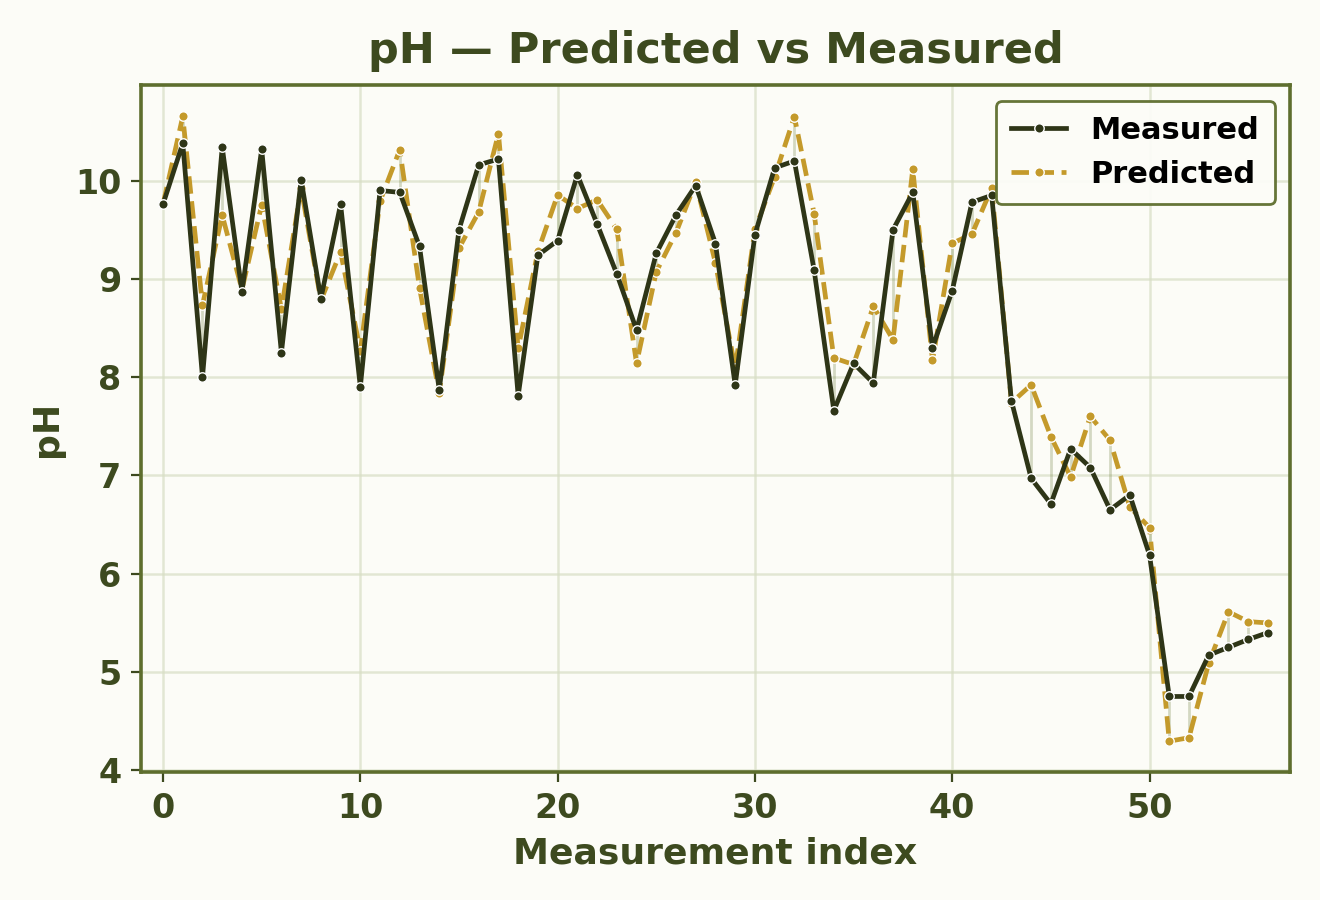 pH — Predicted vs Measured
Measured
Predicted
pH
10
9
8
7
6
5
4
0 10 20 30 40 50
Measurement index